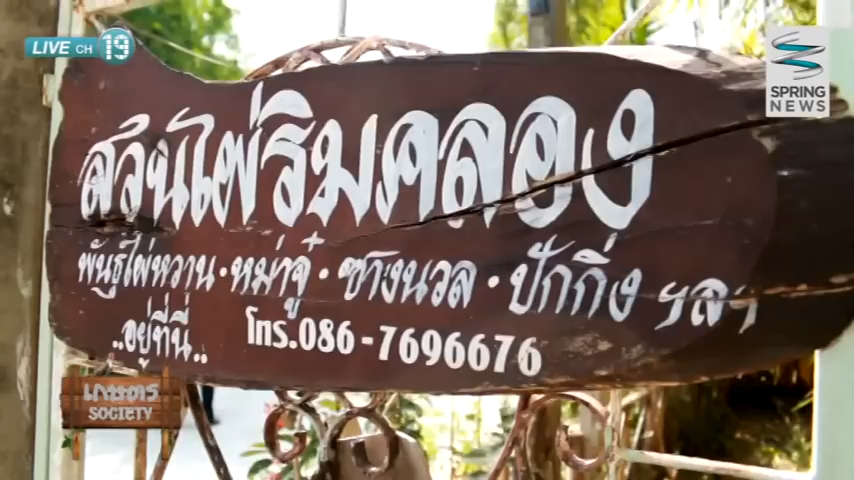 LIVE CH 19
SPRING
NEWS
สวนไผ่ริมคลอง
พันธุ์ไผ่หวาน • หม่าจู๋ • ซางนวล • ปักกิ่ง ฯลฯ
..อยู่ที่นี่.. โทร.086-7696676
เกษตร
SOCIETY